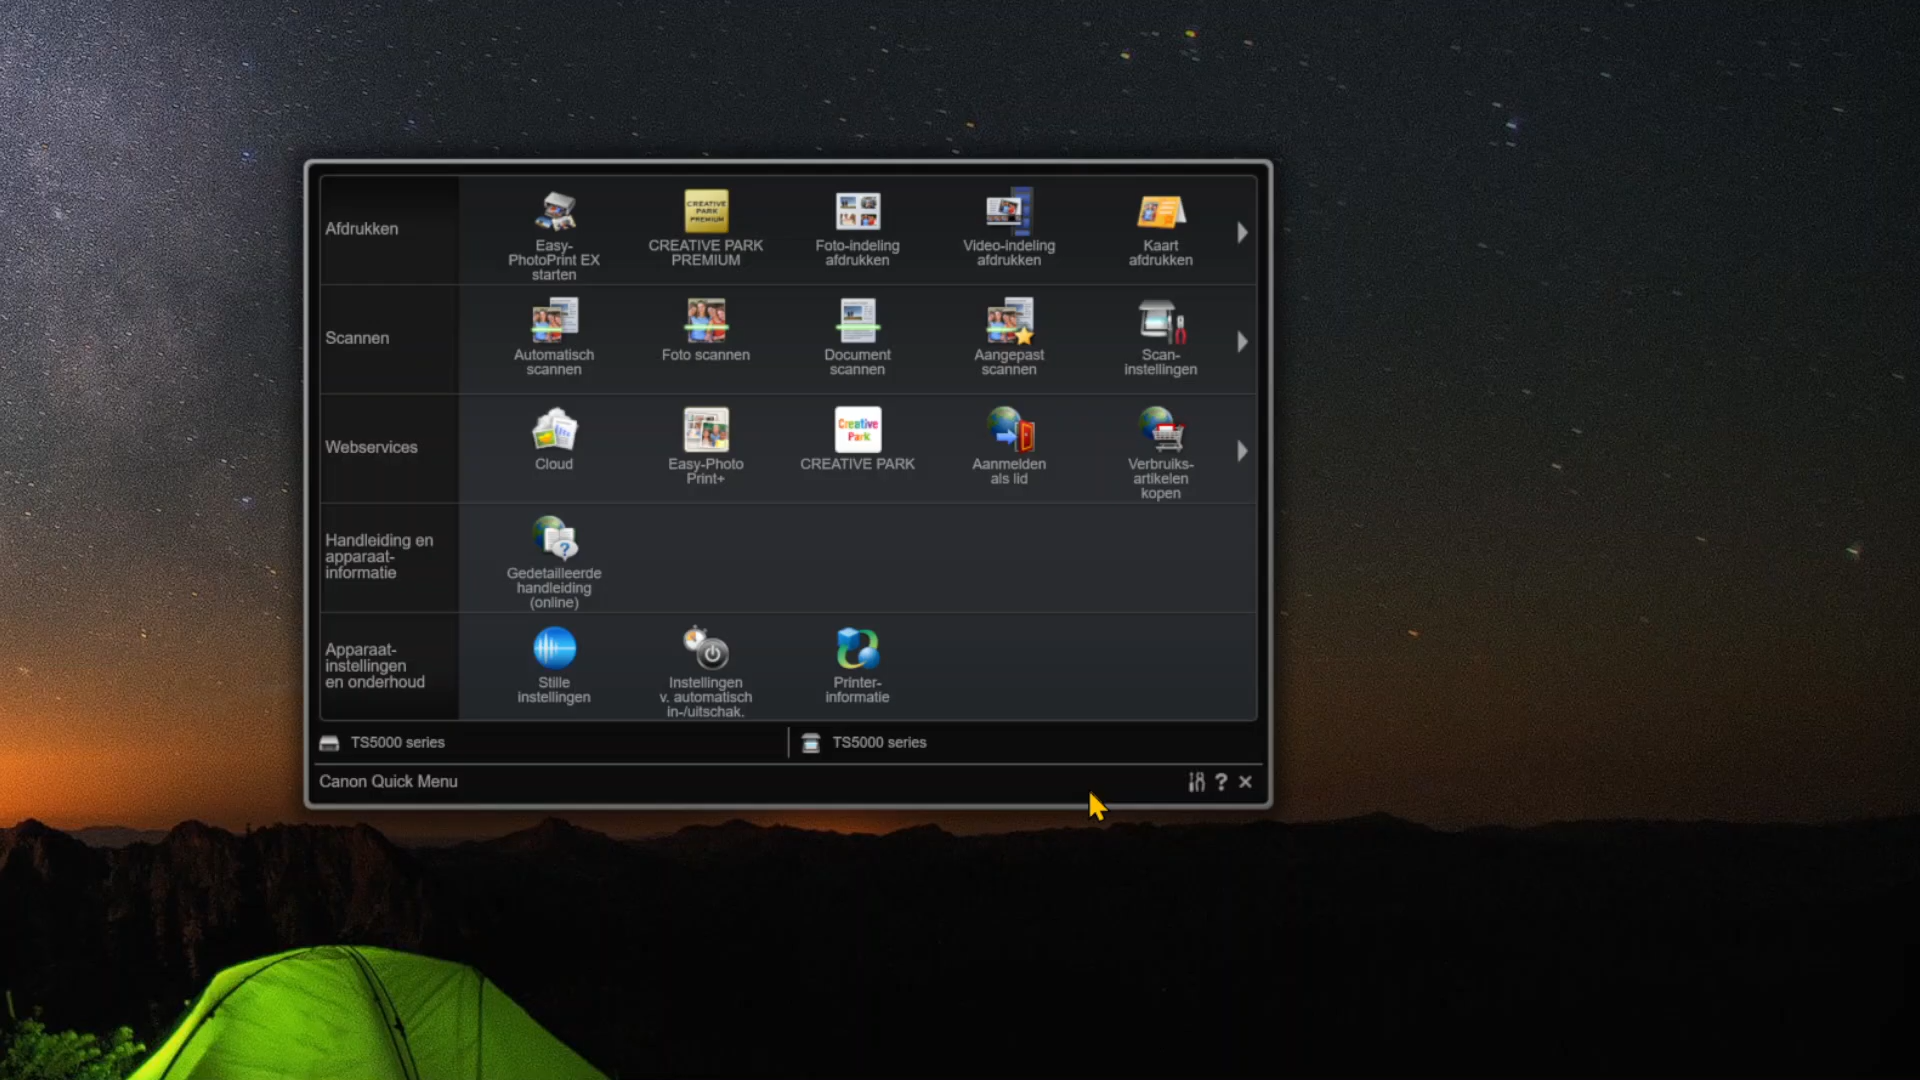 Afdrukken
Easy-
PhotoPrint EX
starten
CREATIVE
PARK
PREMIUM
CREATIVE PARK
PREMIUM
Foto-indeling
afdrukken
Video-indeling
afdrukken
Kaart
afdrukken
Scannen
Automatisch
scannen
Foto scannen
Document
scannen
Aangepast
scannen
Scan-
instellingen
Webservices
Cloud
Easy-Photo
Print+
Creative
Park
CREATIVE PARK
Aanmelden
als lid
Verbruiks-
artikelen
kopen
Handleiding en
apparaat-
informatie
?
Gedetailleerde
handleiding
(online)
Apparaat-
instellingen
en onderhoud
Stille
instellingen
Instellingen
v. automatisch
in-/uitschak.
Printer-
informatie
TS5000 series
TS5000 series
Canon Quick Menu
?